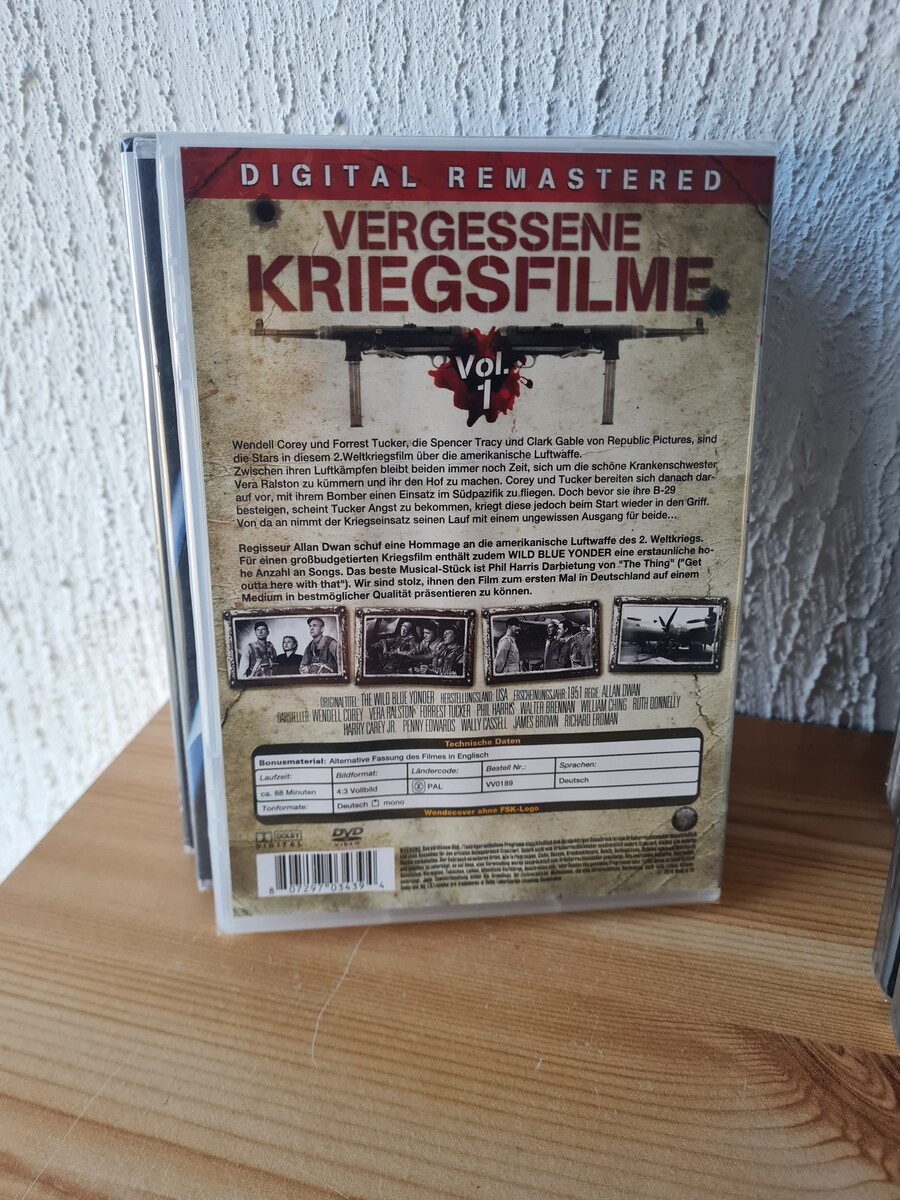 DIGITAL REMASTERED
VERGESSENE
KRIEGSFILME
Vol.
1
Wendell Corey und Forrest Tucker, die Spencer Tracy und Clark Gable von Republic Pictures, sind
die Stars in diesem 2.Weltkriegsfilm über die amerikanische Luftwaffe.
Zwischen ihren Luftkämpfen bleibt beiden immer noch Zeit, sich um die schöne Krankenschwester
Vera Ralston zu kümmern und ihr den Hof zu machen. Corey und Tucker bereiten sich danach dar-
auf vor, mit ihrem Bomber einen Einsatz im Südpazifik zu fliegen. Doch bevor sie ihre B-29
besteigen, scheint Tucker Angst zu bekommen, kriegt diese jedoch beim Start wieder in den Griff.
Von da an nimmt der Kriegseinsatz seinen Lauf mit einem ungewissen Ausgang für beide...
Regisseur Allan Dwan schuf eine Hommage an die amerikanische Luftwaffe des 2. Weltkriegs.
Für einen großbudgetierten Kriegsfilm enthält zudem WILD BLUE YONDER eine erstaunliche ho-
he Anzahl an Songs. Das beste Musical-Stück ist Phil Harris Darbietung von "The Thing" ("Get
outta here with that"). Wir sind stolz, ihnen den Film zum ersten Mal in Deutschland auf einem
Medium in bestmöglicher Qualität präsentieren zu können.
ORIGINALTITEL: THE WILD BLUE YONDER HERSTELLUNGSLAND: USA ERSCHEINUNGSJAHR: 1951 REGIE: ALLAN DWAN
DARSTELLER: WENDELL COREY VERA RALSTON FORREST TUCKER PHIL HARRIS WALTER BRENNAN WILLIAM CHING RUTH DONNELLY
HARRY CAREY JR. PENNY EDWARDS WALLY CASSELL JAMES BROWN RICHARD ERDMAN
Technische Daten
Bonusmaterial: Alternative Fassung des Filmes in Englisch
Laufzeit: Bildformat: Ländercode: Bestell Nr.: Sprachen:
ca. 88 Minuten 4:3 Vollbild PAL VV0189 Deutsch
Tonformate: Deutsch mono
Wendecover ohne FSK-Logo
DOLBY
DIGITAL
DVD
VIDEO
8 07297 03439 4